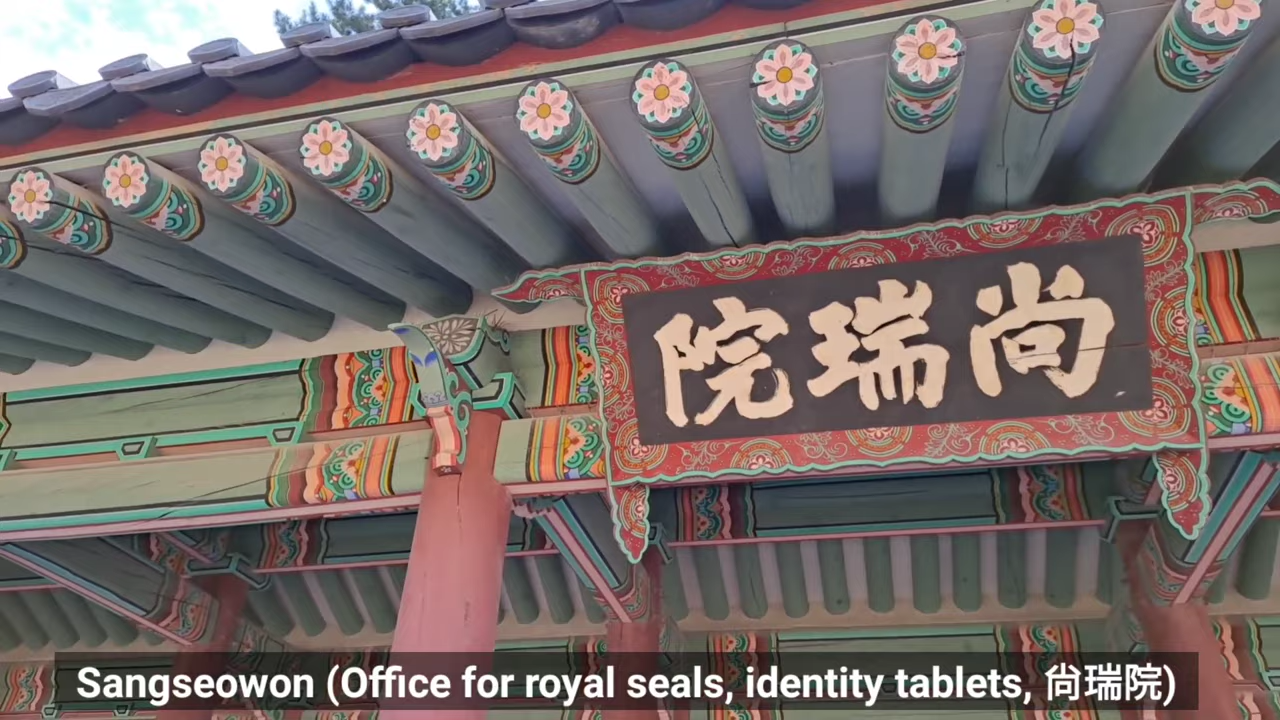 院瑞尙
Sangseowon (Office for royal seals, identity tablets, 尙瑞院)